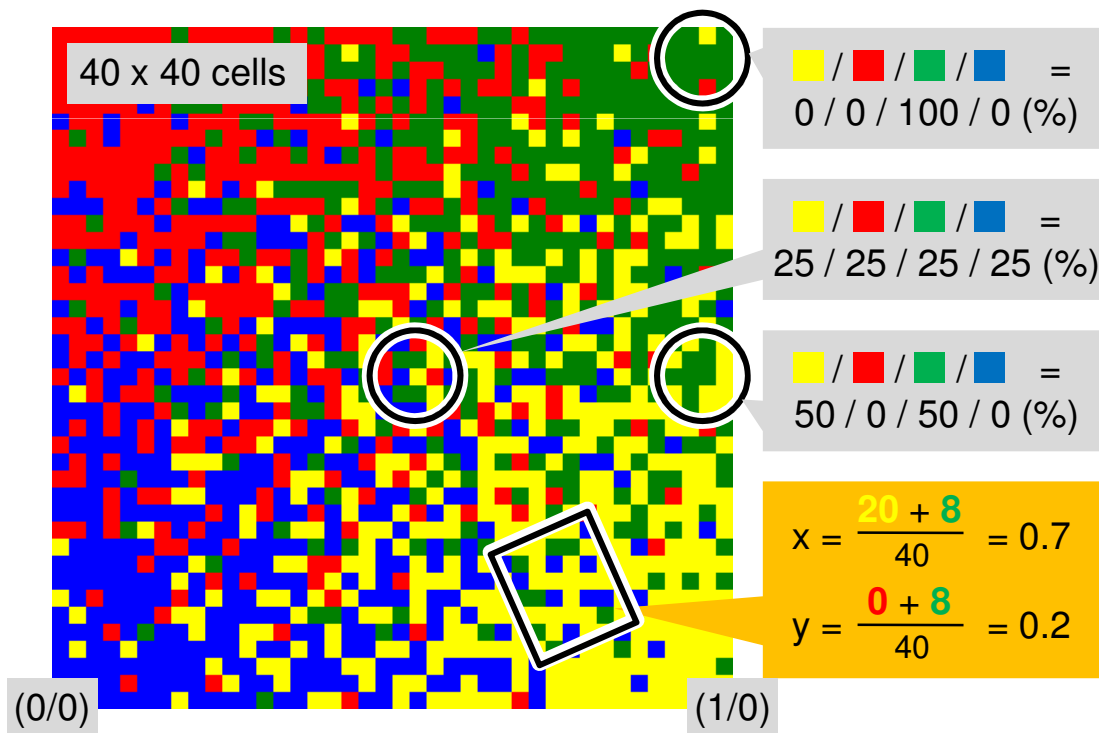 40 x 40 cells
/ / / =
0 / 0 / 100 / 0 (%)
/ / / =
25 / 25 / 25 / 25 (%)
/ / / =
50 / 0 / 50 / 0 (%)
x = 20 + 8 / 40 = 0.7
y = 0 + 8 / 40 = 0.2
(0/0)
(1/0)